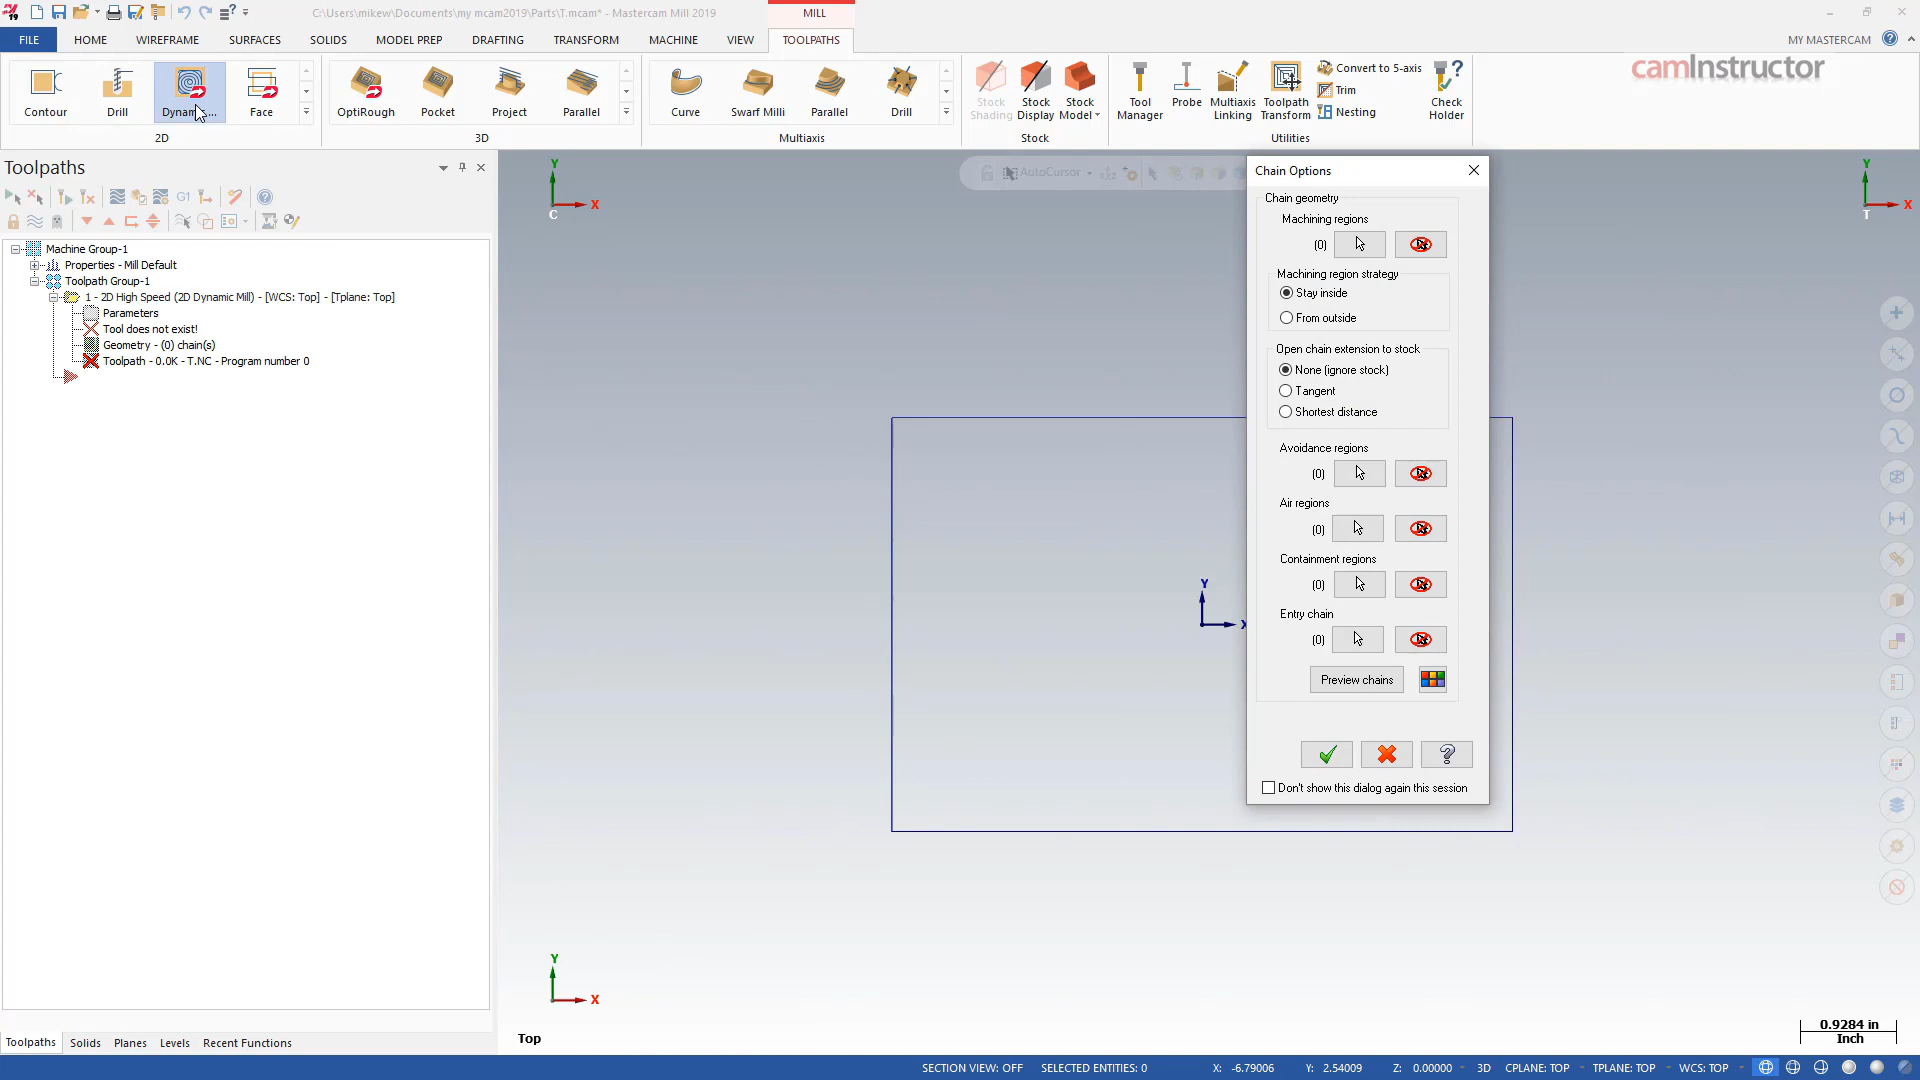 C:\Users\mikew\Documents\my mcam2019\Parts\T.mcam* - Mastercam Mill 2019
MILL
FILE HOME WIREFRAME SURFACES SOLIDS MODEL PREP DRAFTING TRANSFORM MACHINE VIEW TOOLPATHS MY MASTERCAM
camInstructor
Contour Drill Dynamic... Face
2D
OptiRough Pocket Project Parallel
3D
Curve Swarf Milli Parallel Drill
Multiaxis
Stock Shading
Stock Display
Stock Model
Stock
Tool Manager
Probe
Multiaxis Linking
Toolpath Transform
Convert to 5-axis
Trim
Nesting
Check Holder
Utilities
Toolpaths
G1
Machine Group-1
Properties - Mill Default
Toolpath Group-1
1 - 2D High Speed (2D Dynamic Mill) - [WCS: Top] - [Tplane: Top]
Parameters
Tool does not exist!
Geometry - (0) chain(s)
Toolpath - 0.0K - T.NC - Program number 0
Toolpaths Solids Planes Levels Recent Functions
Y
X
C
AutoCursor
Y
X
T
Y
X
Y
X
Top
Chain Options
Chain geometry
Machining regions
(0)
Machining region strategy
Stay inside
From outside
Open chain extension to stock
None (ignore stock)
Tangent
Shortest distance
Avoidance regions
(0)
Air regions
(0)
Containment regions
(0)
Entry chain
(0)
Preview chains
Don't show this dialog again this session
0.9284 in
Inch
SECTION VIEW: OFF SELECTED ENTITIES: 0 X: -6.79006 Y: 2.54009 Z: 0.00000 3D CPLANE: TOP TPLANE: TOP WCS: TOP